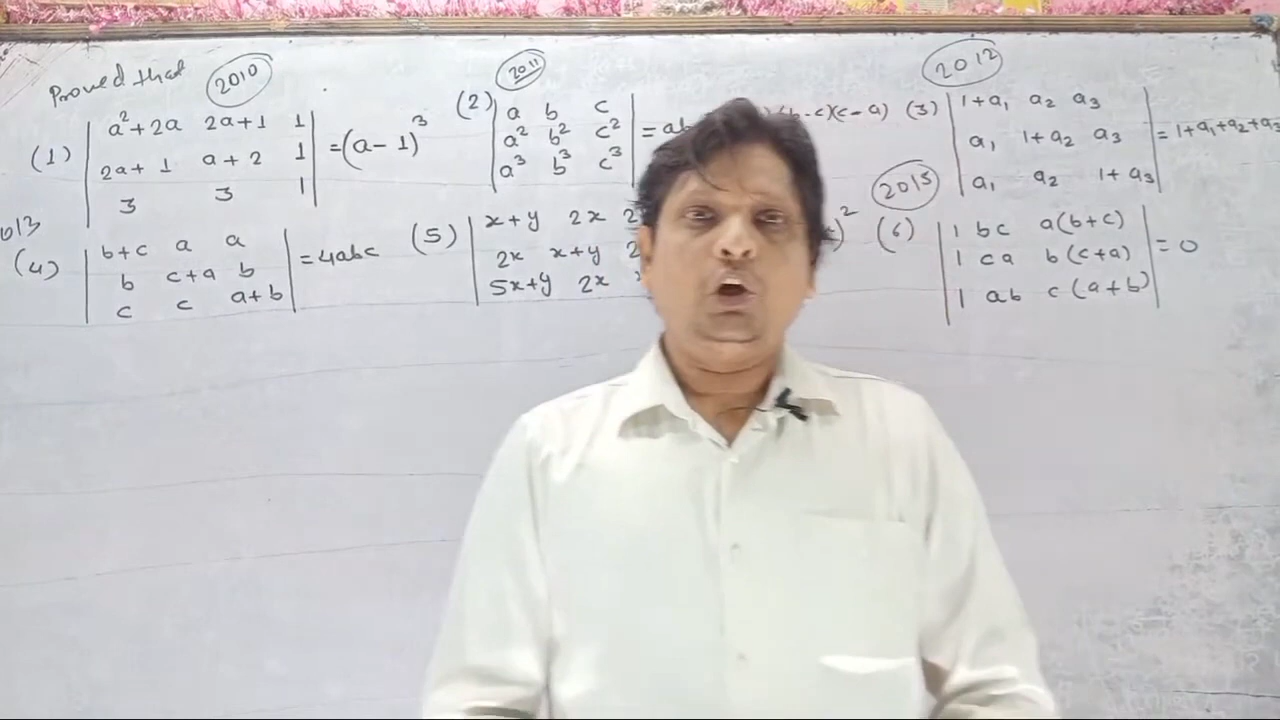 Proved that 2010
(1) | a²+2a 2a+1 1 | =(a-1)³
| 2a+1 a+2 1 |
| 3 3 1 |
2011
(2) | a b c | = ab
| a² b² c² |
| a³ b³ c³ |
(b-c)(c-a)
2012
(3) | 1+a₁ a₂ a₃ | = 1+a₁+a₂+a₃
| a₁ 1+a₂ a₃ |
| a₁ a₂ 1+a₃ |
(4) | b+c a a | = 4abc
| b c+a b |
| c c a+b |
(5) | x+y 2x 2
| 2x x+y 2
| 5x+y 2x
)²
2015
(6) | 1 bc a(b+c) | = 0
| 1 ca b(c+a) |
| 1 ab c(a+b) |